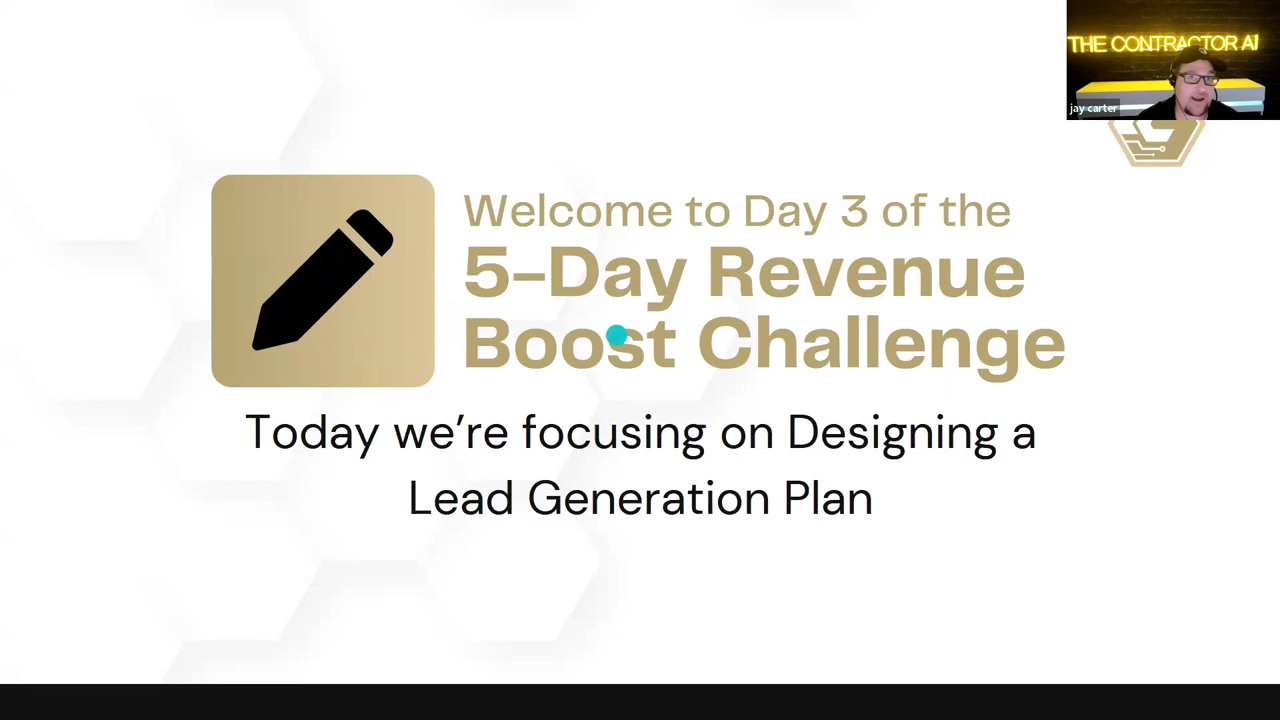 THE CONTRACTOR AI
jay carter
Welcome to Day 3 of the
5-Day Revenue
Boost Challenge
Today we’re focusing on Designing a
Lead Generation Plan